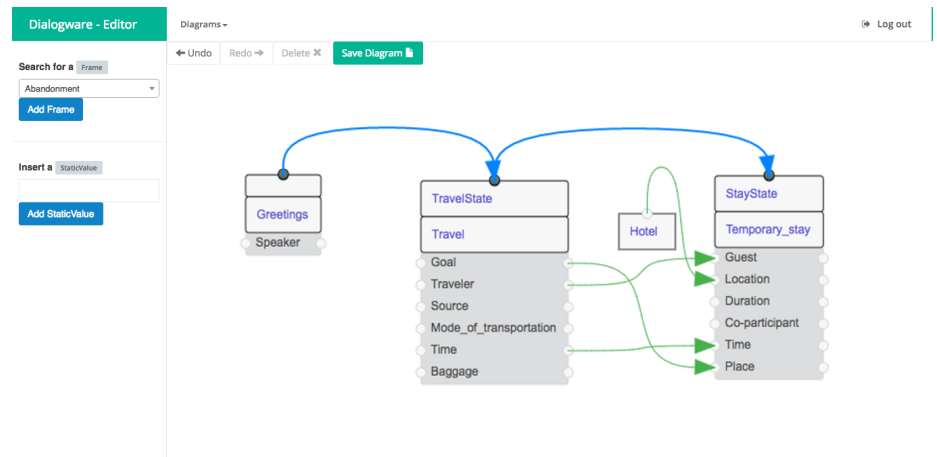 Dialogware - Editor
Diagrams
Log out
Undo
Redo
Delete
Save Diagram
Search for a Frame
Abandonment
Add Frame
Insert a StaticValue
Add StaticValue
Greetings
Speaker
TravelState
Travel
Goal
Traveler
Source
Mode_of_transportation
Time
Baggage
Hotel
StayState
Temporary_stay
Guest
Location
Duration
Co-participant
Time
Place